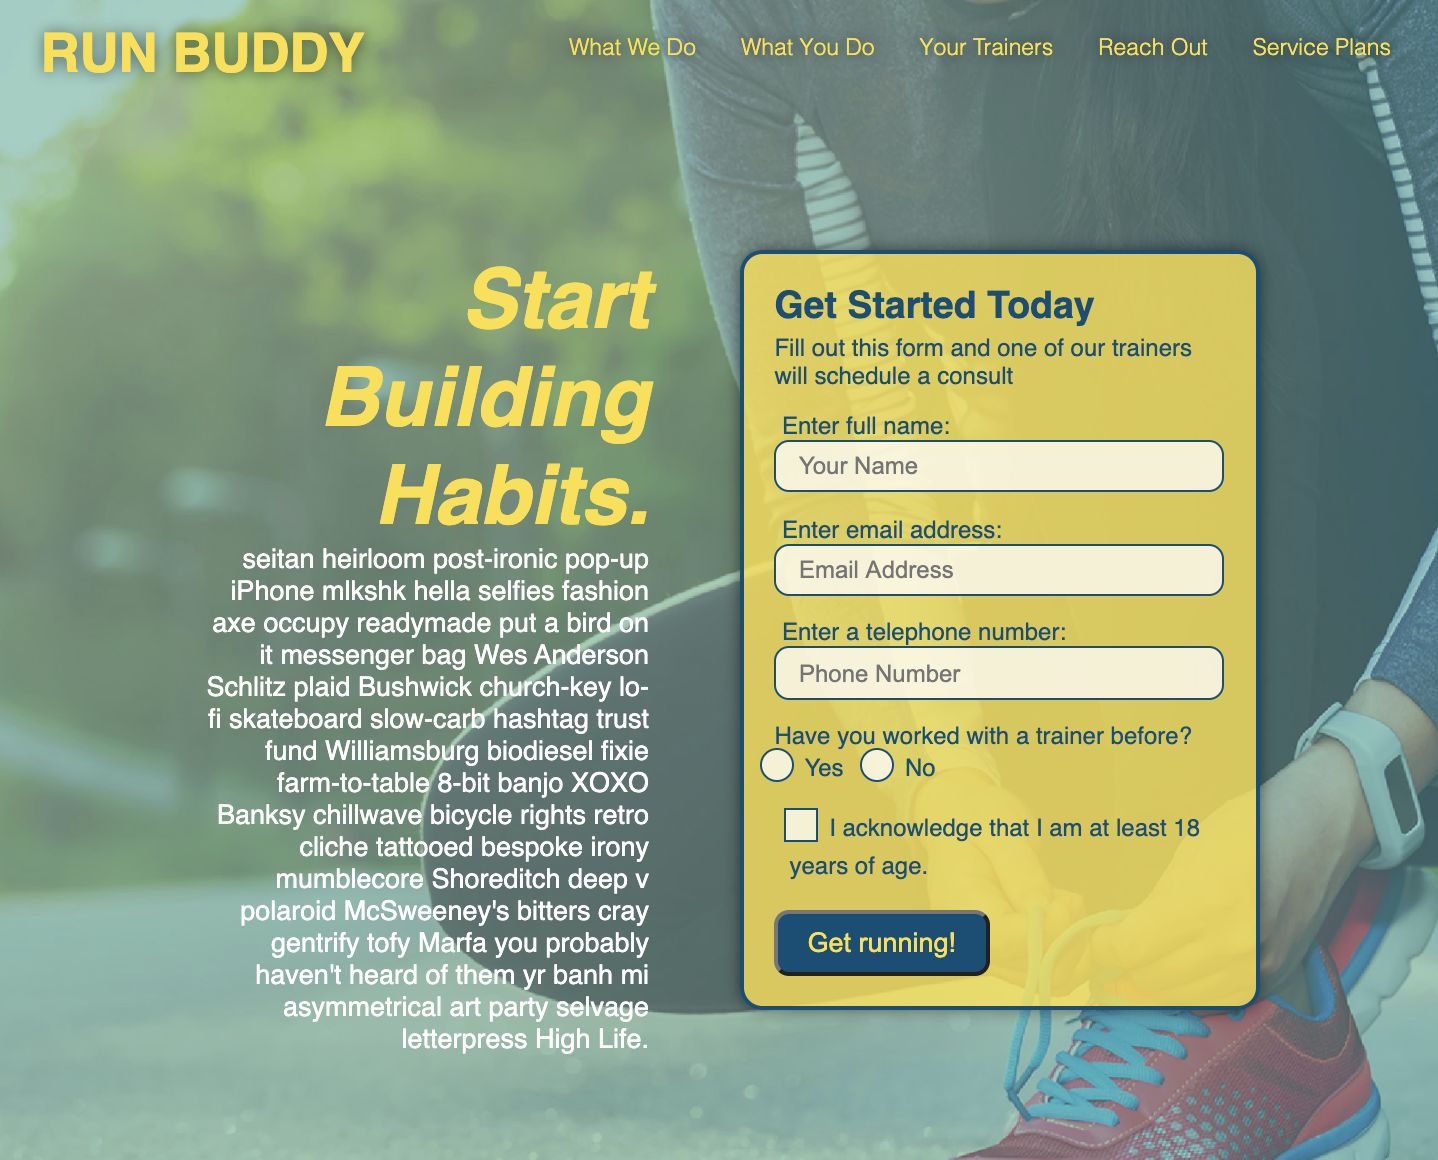 RUN BUDDY
What We Do
What You Do
Your Trainers
Reach Out
Service Plans
Start
Building
Habits.
seitan heirloom post-ironic pop-up
iPhone mlkshk hella selfies fashion
axe occupy readymade put a bird on
it messenger bag Wes Anderson
Schlitz plaid Bushwick church-key lo-
fi skateboard slow-carb hashtag trust
fund Williamsburg biodiesel fixie
farm-to-table 8-bit banjo XOXO
Banksy chillwave bicycle rights retro
cliche tattooed bespoke irony
mumblecore Shoreditch deep v
polaroid McSweeney's bitters cray
gentrify tofy Marfa you probably
haven't heard of them yr banh mi
asymmetrical art party selvage
letterpress High Life.
Get Started Today
Fill out this form and one of our trainers
will schedule a consult
Enter full name:
Your Name
Enter email address:
Email Address
Enter a telephone number:
Phone Number
Have you worked with a trainer before?
Yes No
I acknowledge that I am at least 18
years of age.
Get running!